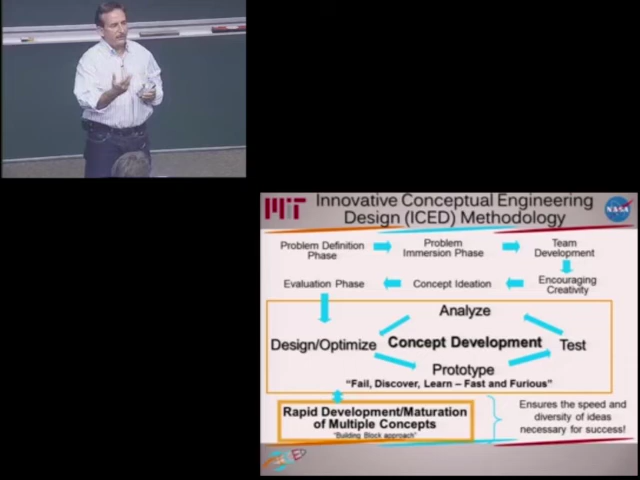 MIT
Innovative Conceptual Engineering
Design (ICED) Methodology
NASA
Problem Definition
Phase
Problem
Immersion Phase
Team
Development
Evaluation Phase
Concept Ideation
Encouraging
Creativity
Analyze
Design/Optimize
Concept Development
Test
Prototype
"Fail, Discover, Learn – Fast and Furious"
Rapid Development/Maturation
of Multiple Concepts
"Building Block approach"
Ensures the speed and
diversity of ideas
necessary for success!